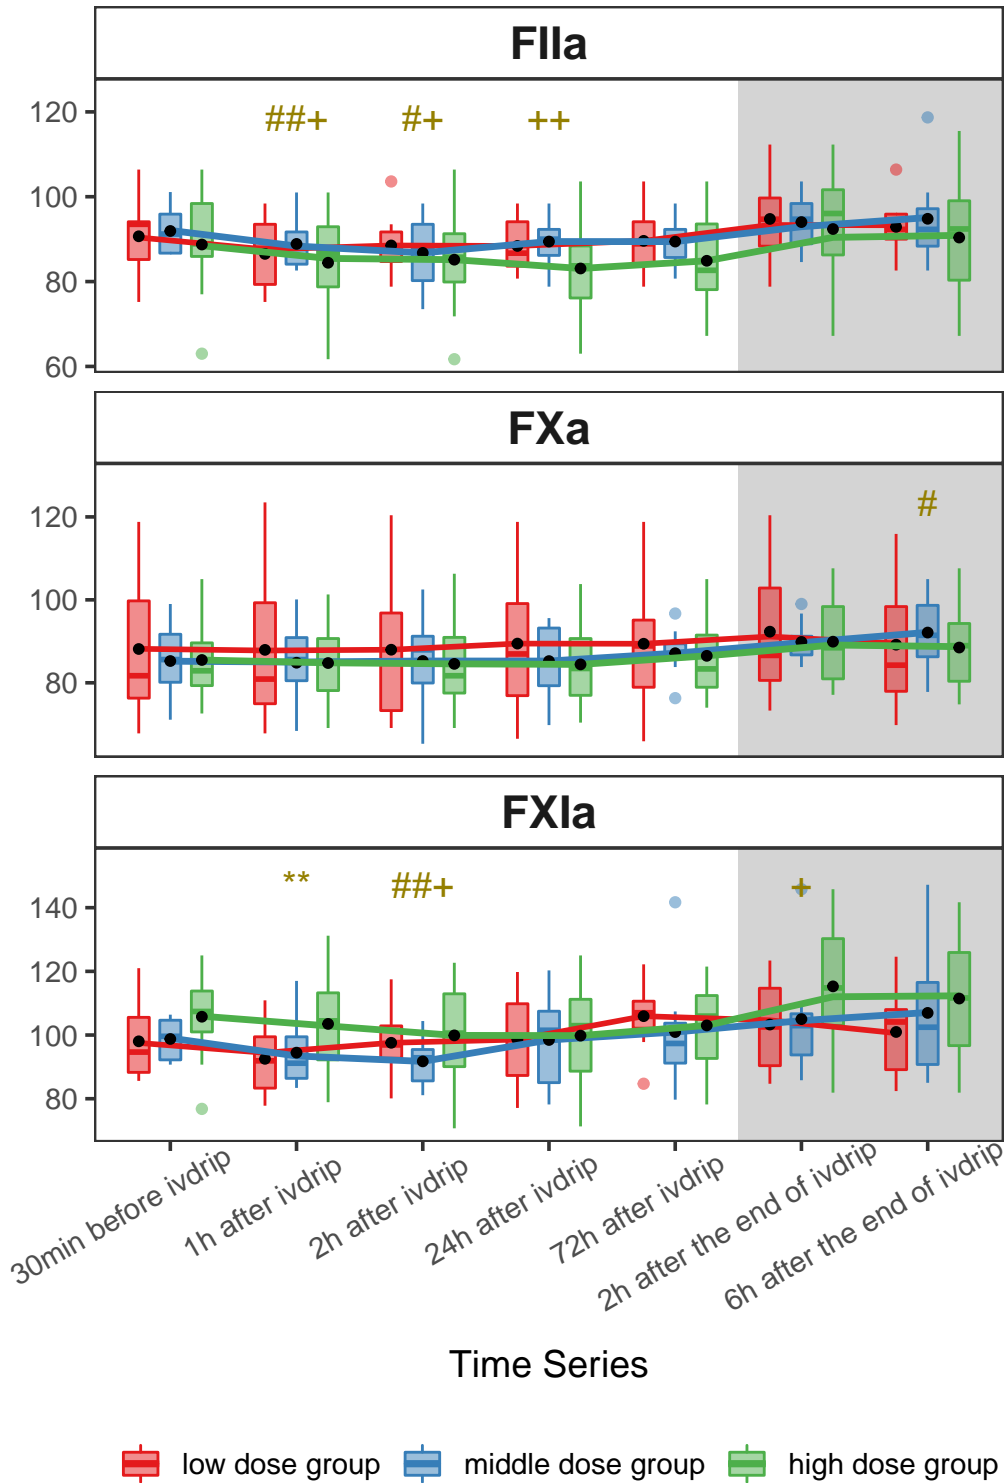 FIIa
120
##+ #+ ++
100
80
60
FXa
120
#
100
80
FXIa
** ##+ +
140
120
100
80
30min before ivdrip
1h after ivdrip
2h after ivdrip
24h after ivdrip
72h after ivdrip
2h after the end of ivdrip
6h after the end of ivdrip
Time Series
low dose group middle dose group high dose group